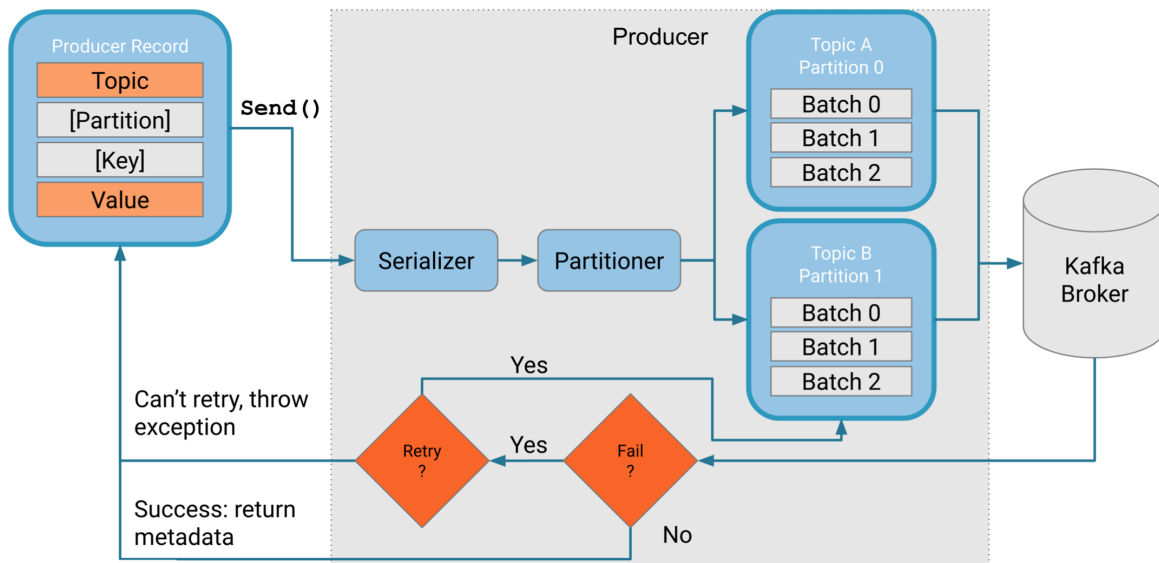 Producer Record
Topic
[Partition]
[Key]
Value
Send()
Producer
Serializer
Partitioner
Topic A
Partition 0
Batch 0
Batch 1
Batch 2
Topic B
Partition 1
Batch 0
Batch 1
Batch 2
Kafka
Broker
Yes
Can’t retry, throw
exception
Retry
?
Yes
Fail
?
Success: return
metadata
No